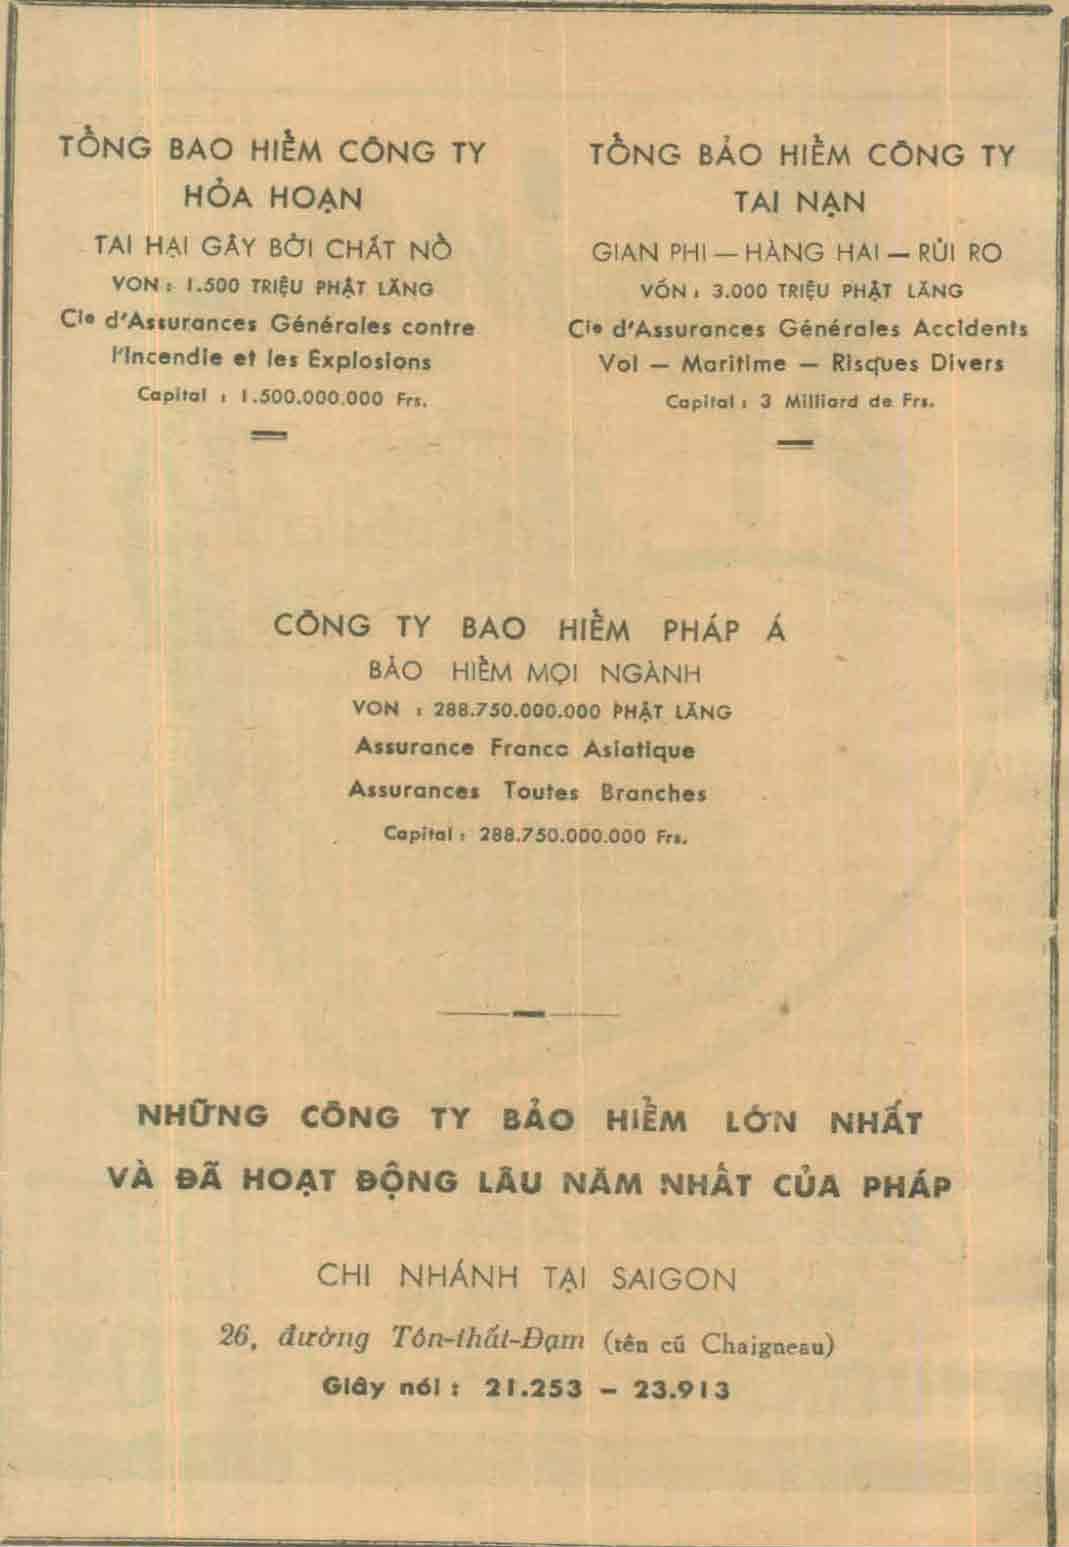 TỔNG BAO HIỂM CÔNG TY
HỎA HOẠN
TAI HẠI GÂY BỞI CHẤT NỔ
VON : 1.500 TRIỆU PHẬT LĂNG
Cie d'Assurances Générales contre
l'Incendie et les Explosions
Capital : 1.500.000.000 Frs.
TỔNG BẢO HIỂM CÔNG TY
TAI NẠN
GIAN PHI — HÀNG HAI — RỦI RO
VỐN : 3.000 TRIỆU PHẬT LĂNG
Cie d'Assurances Générales Accidents
Vol — Maritime — Risques Divers
Capital : 3 Milliard de Frs.
CÔNG TY BAO HIỂM PHÁP Á
BẢO HIỂM MỌI NGÀNH
VON : 288.750.000.000 PHẬT LĂNG
Assurance Franco Asiatique
Assurances Toutes Branches
Capital : 288.750.000.000 Frs.
NHỮNG CÔNG TY BẢO HIỂM LỚN NHẤT
VÀ ĐÃ HOẠT ĐỘNG LÂU NĂM NHẤT CỦA PHÁP
CHI NHÁNH TẠI SAIGON
26, đường Tôn-thất-Đạm (tên cũ Chaigneau)
Giây nói : 21.253 – 23.913